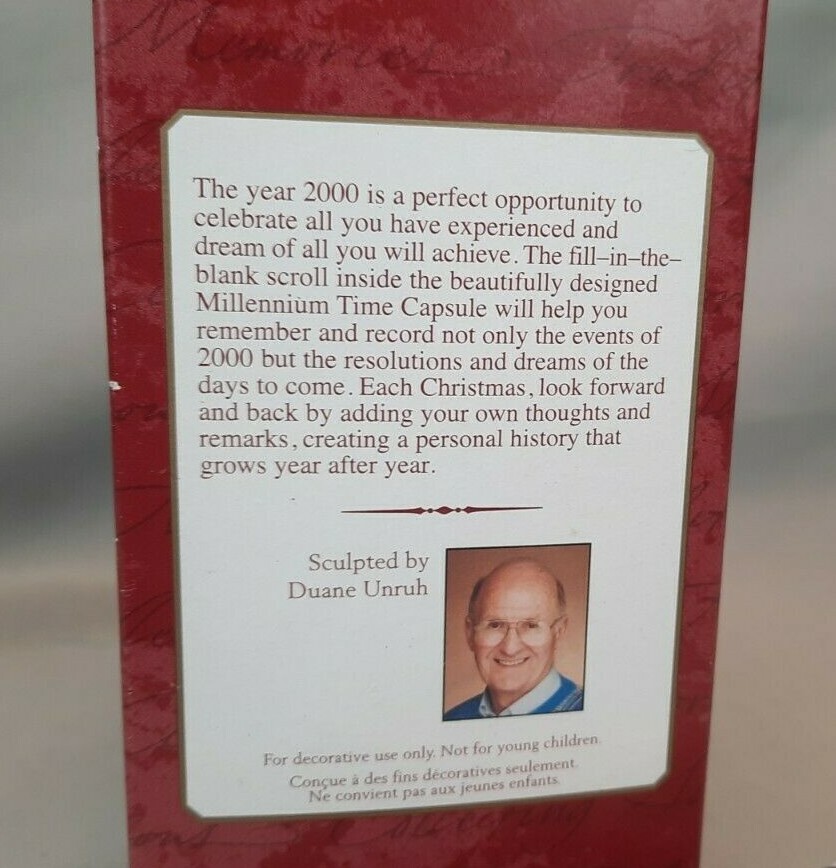 Memories
The year 2000 is a perfect opportunity to
celebrate all you have experienced and
dream of all you will achieve. The fill–in–the–
blank scroll inside the beautifully designed
Millennium Time Capsule will help you
remember and record not only the events of
2000 but the resolutions and dreams of the
days to come. Each Christmas, look forward
and back by adding your own thoughts and
remarks, creating a personal history that
grows year after year.
Sculpted by
Duane Unruh
For decorative use only. Not for young children.
Conçue à des fins décoratives seulement.
Ne convient pas aux jeunes enfants.